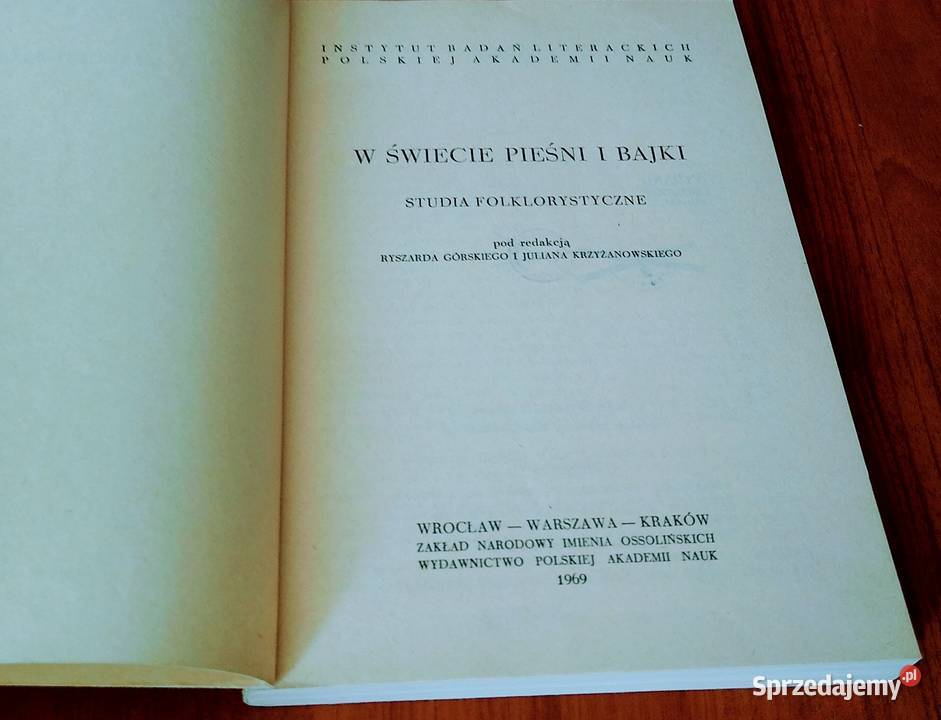 INSTYTUT BADAŃ LITERACKICH
POLSKIEJ AKADEMII NAUK
W ŚWIECIE PIEŚNI I BAJKI
STUDIA FOLKLORYSTYCZNE
pod redakcją
RYSZARDA GÓRSKIEGO I JULIANA KRZYŻANOWSKIEGO
WROCŁAW — WARSZAWA — KRAKÓW
ZAKŁAD NARODOWY IMIENIA OSSOLIŃSKICH
WYDAWNICTWO POLSKIEJ AKADEMII NAUK
1969
Sprzedajemy.pl